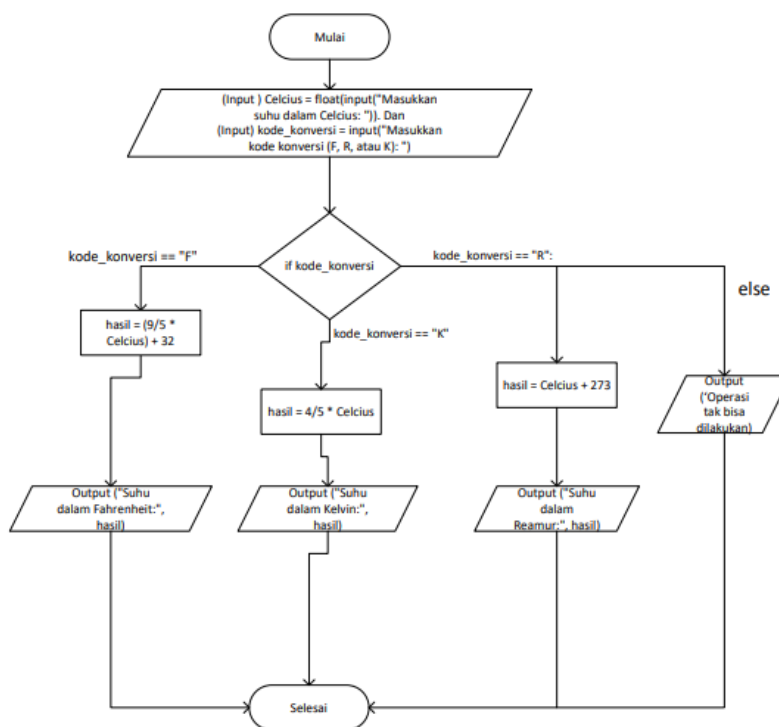 Mulai
(Input ) Celcius = float(input("Masukkan
suhu dalam Celcius: ")). Dan
(Input) kode_konversi = input("Masukkan
kode konversi (F, R, atau K): ")
if kode_konversi
kode_konversi == "F"
kode_konversi == "R":
else
kode_konversi == "K"
hasil = (9/5 *
Celcius) + 32
hasil = 4/5 * Celcius
hasil = Celcius + 273
Output
('Operasi
tak bisa
dilakukan)
Output ("Suhu
dalam Fahrenheit:",
hasil)
Output ("Suhu
dalam Kelvin:",
hasil)
Output ("Suhu
dalam
Reamur:", hasil)
Selesai